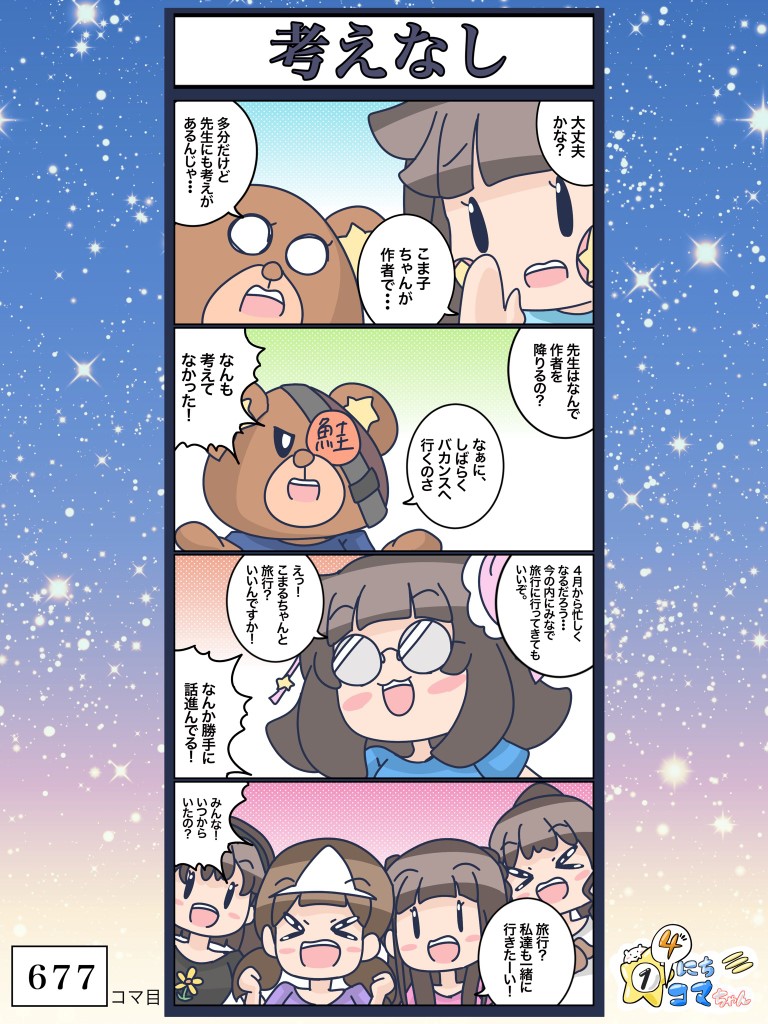 考えなし
大丈夫
かな？
多分だけど
先生にも考えが
あるんじゃ…
こま子
ちゃんが
作者で…
先生はなんで
作者を
降りるの？
なぁに、
しばらく
バカンスへ
行くのさ
鮭
なんも
考えて
なかった！
４月から忙しく
なるだろう…
今の内にみなで
旅行に行ってきても
いいぞ。
えっ！
こまるちゃんと
旅行？
いいんですか！
なんか勝手に
話進んでる！
みんな！
いつから
いたの？
旅行？
私達も一緒に
行きたーい！
677
コマ目
1
4
にち
コマ
ちゃん